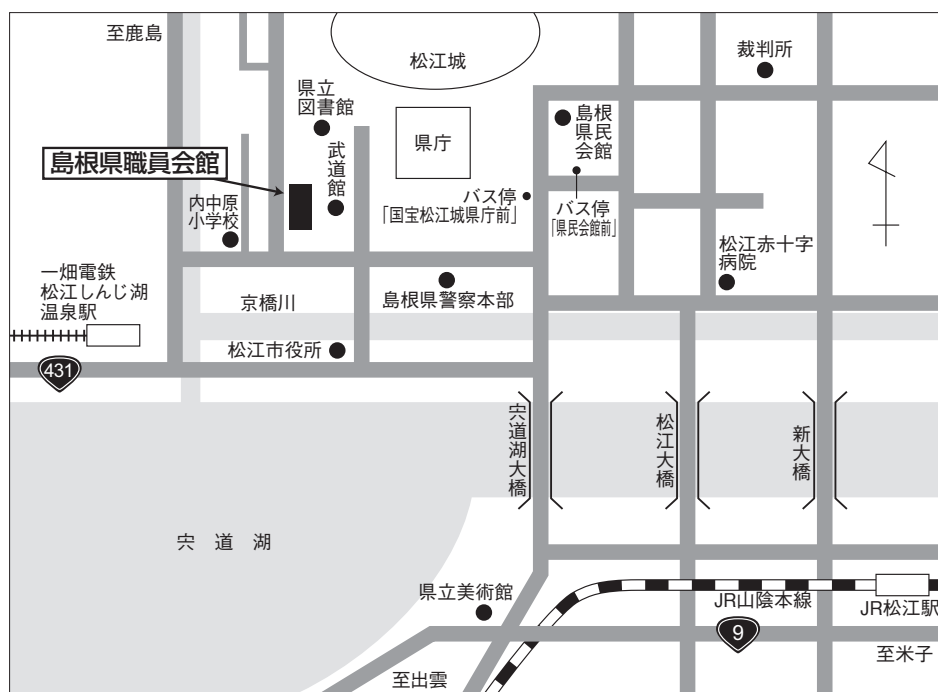 至鹿島
松江城
裁判所
県立
図書館
島根
県民
会館
県庁
武道館
島根県職員会館
バス停
「国宝松江城県庁前」
バス停
「県民会館前」
内中原
小学校
松江赤十字
病院
一畑電鉄
松江しんじ湖
温泉駅
京橋川
島根県警察本部
松江市役所
431
宍道湖大橋
松江大橋
新大橋
宍道湖
県立美術館
JR山陰本線
JR松江駅
9
至米子
至出雲